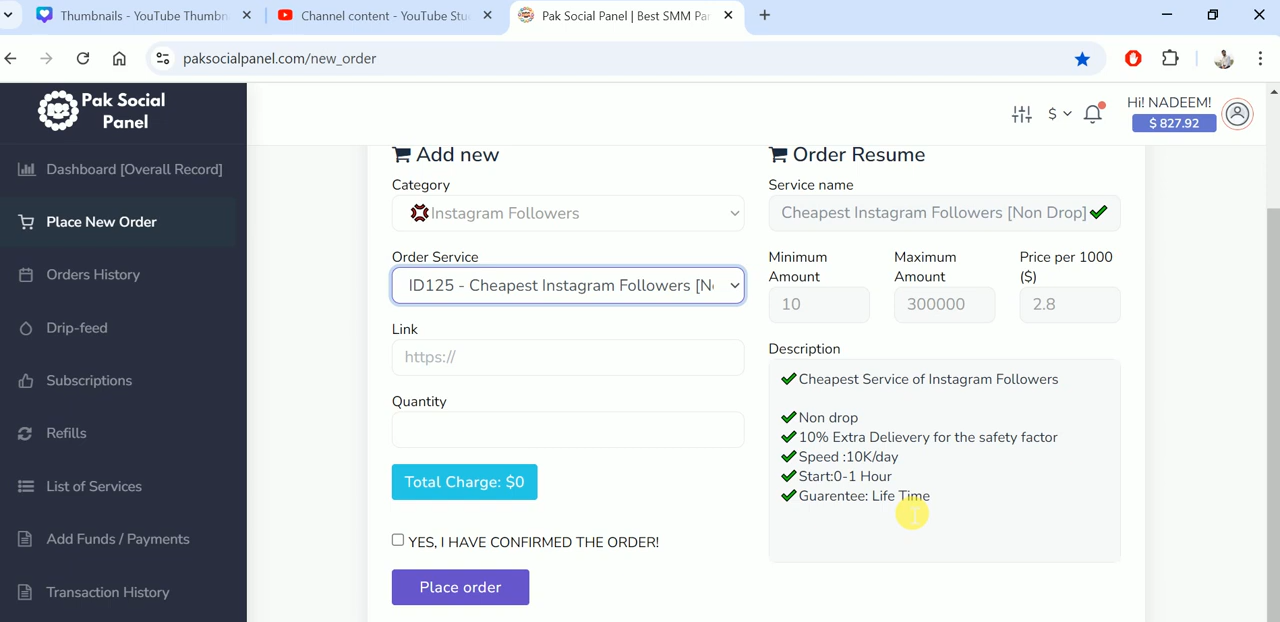 Thumbnails - YouTube Thumbn
Channel content - YouTube Stu
Pak Social Panel | Best SMM Pan
paksocialpanel.com/new_order
Pak Social
Panel
$
Hi! NADEEM!
$ 827.92
Dashboard [Overall Record]
Place New Order
Orders History
Drip-feed
Subscriptions
Refills
List of Services
Add Funds / Payments
Transaction History
Add new
Category
Instagram Followers
Order Service
ID125 - Cheapest Instagram Followers [N
Link
https://
Quantity
Total Charge: $0
YES, I HAVE CONFIRMED THE ORDER!
Place order
Order Resume
Service name
Cheapest Instagram Followers [Non Drop]
Minimum
Amount
Maximum
Amount
Price per 1000
($)
10
300000
2.8
Description
Cheapest Service of Instagram Followers
Non drop
10% Extra Delievery for the safety factor
Speed :10K/day
Start:0-1 Hour
Guarentee: Life Time